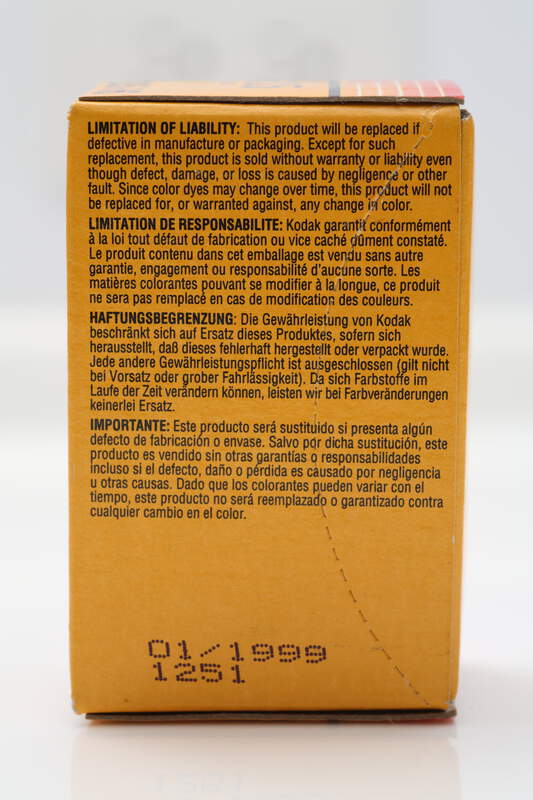 LIMITATION OF LIABILITY: This product will be replaced if
defective in manufacture or packaging. Except for such
replacement, this product is sold without warranty or liability even
though defect, damage, or loss is caused by negligence or other
fault. Since color dyes may change over time, this product will not
be replaced for, or warranted against, any change in color.
LIMITATION DE RESPONSABILITE: Kodak garantit conformément
à la loi tout défaut de fabrication ou vice caché dûment constaté.
Le produit contenu dans cet emballage est vendu sans autre
garantie, engagement ou responsabilité d'aucune sorte. Les
matières colorantes pouvant se modifier à la longue, ce produit
ne sera pas remplacé en cas de modification des couleurs.
HAFTUNGSBEGRENZUNG: Die Gewährleistung von Kodak
beschränkt sich auf Ersatz dieses Produktes, sofern sich
herausstellt, daß dieses fehlerhaft hergestellt oder verpackt wurde.
Jede andere Gewährleistungspflicht ist ausgeschlossen (gilt nicht
bei Vorsatz oder grober Fahrlässigkeit). Da sich Farbstoffe im
Laufe der Zeit verändern können, leisten wir bei Farbveränderungen
keinerlei Ersatz.
IMPORTANTE: Este producto será sustituido si presenta algún
defecto de fabricación o envase. Salvo por dicha sustitución, este
producto es vendido sin otras garantías o responsabilidades
incluso si el defecto, daño o pérdida es causado por negligencia
u otras causas. Dado que los colorantes pueden variar con el
tiempo, este producto no será reemplazado o garantizado contra
cualquier cambio en el color.
01/1999
1251